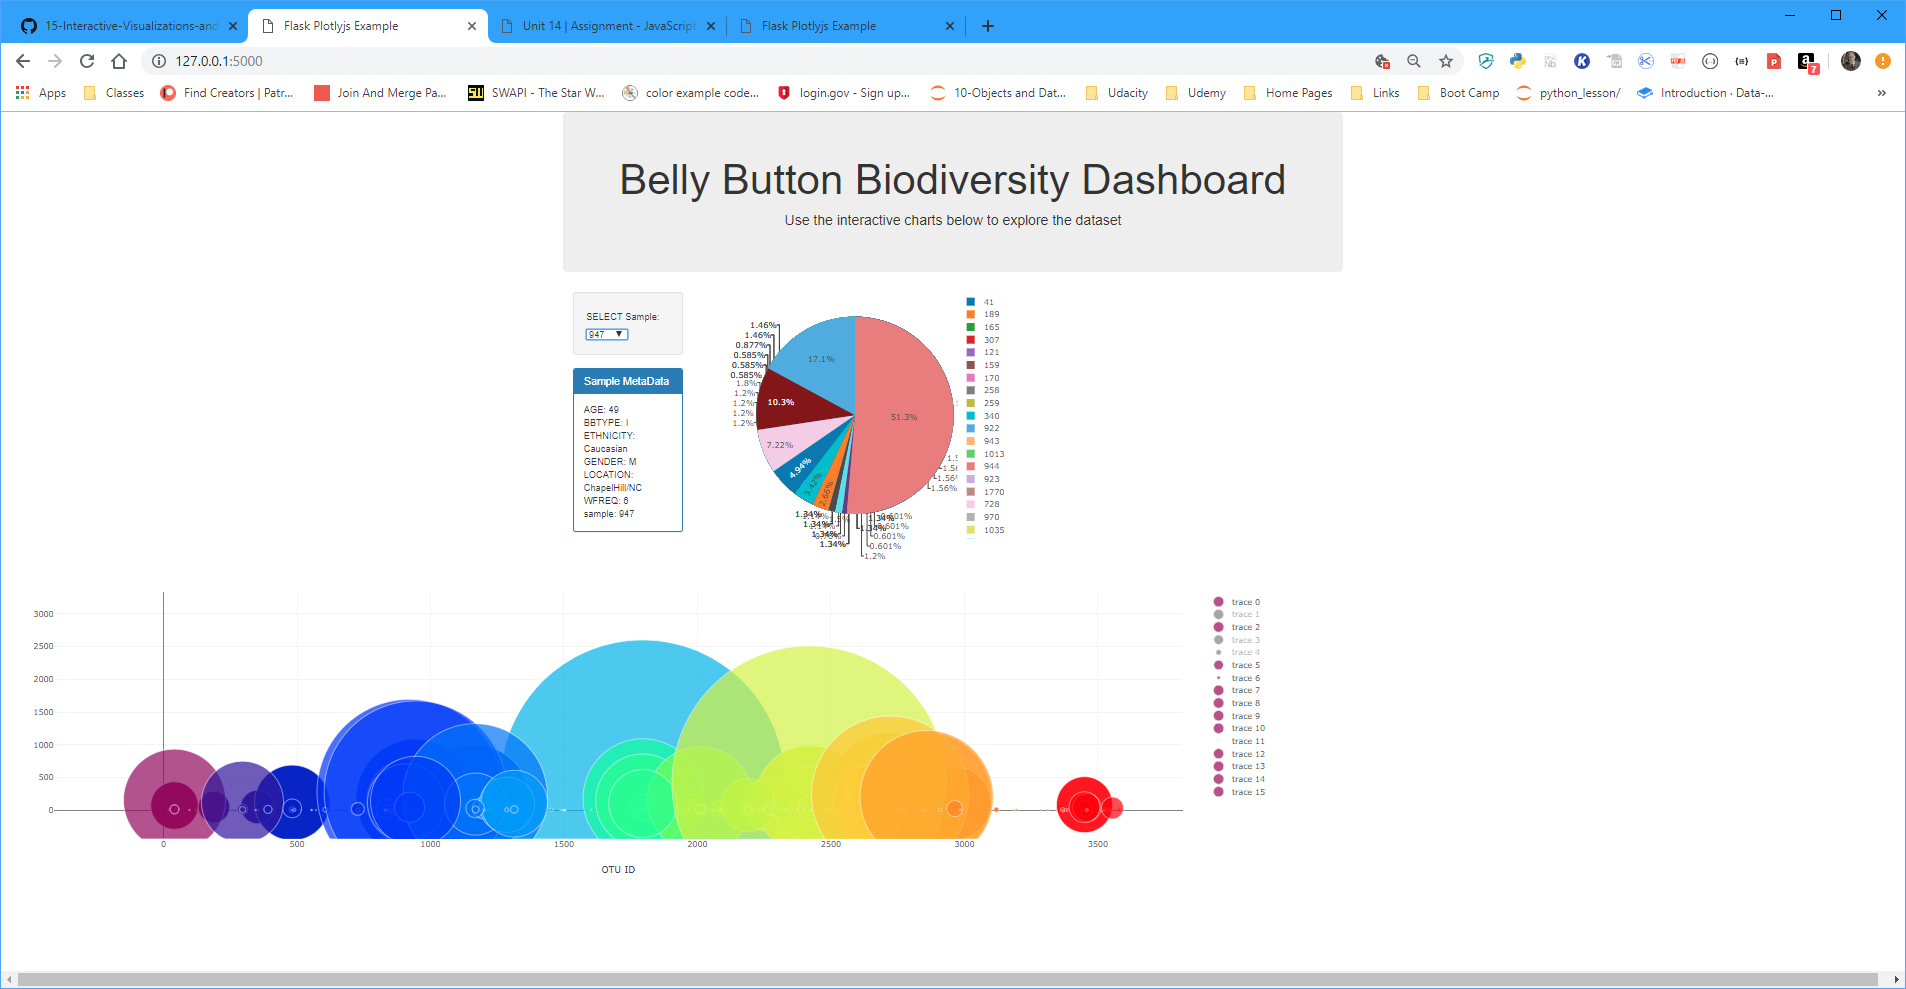 15-Interactive-Visualizations-and
Flask Plotlyjs Example
Unit 14 | Assignment - JavaScript
Flask Plotlyjs Example
127.0.0.1:5000
Apps
Classes
Find Creators | Patr...
Join And Merge Pa...
SWAPI - The Star W...
color example code...
login.gov - Sign up...
10-Objects and Dat...
Udacity
Udemy
Home Pages
Links
Boot Camp
python_lesson/
Introduction · Data-...
Belly Button Biodiversity Dashboard
Use the interactive charts below to explore the dataset
SELECT Sample:
947
Sample MetaData
AGE: 49
BBTYPE: I
ETHNICITY:
Caucasian
GENDER: M
LOCATION:
ChapelHill/NC
WFREQ: 6
sample: 947
1.46%
1.46%
0.877%
0.585%
0.585%
0.585%
1.8%
1.2%
1.2%
1.2%
1.2%
17.1%
10.3%
7.22%
4.94%
3.42%
2.66%
51.3%
1.56%
1.56%
1.34%
1.34%
1.34%
1.34%
1.34%
0.601%
0.601%
0.601%
0.601%
1.2%
41
189
165
307
121
159
170
258
259
340
922
943
1013
944
923
1770
728
970
1035
3000
2500
2000
1500
1000
500
0
0
500
1000
1500
2000
2500
3000
3500
OTU ID
trace 0
trace 1
trace 2
trace 3
trace 4
trace 5
trace 6
trace 7
trace 8
trace 9
trace 10
trace 11
trace 12
trace 13
trace 14
trace 15